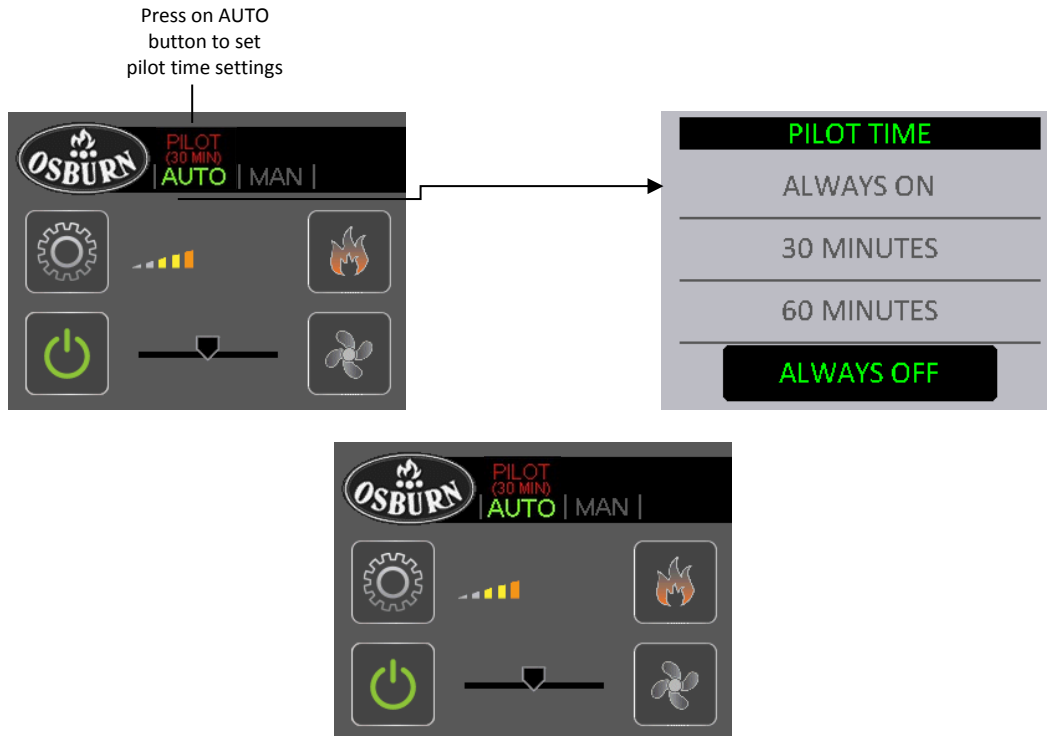 Press on AUTO
button to set
pilot time settings
OSBURN
PILOT
(30 MIN)
|AUTO | MAN |
PILOT TIME
ALWAYS ON
30 MINUTES
60 MINUTES
ALWAYS OFF
OSBURN
PILOT
(30 MIN)
|AUTO | MAN |